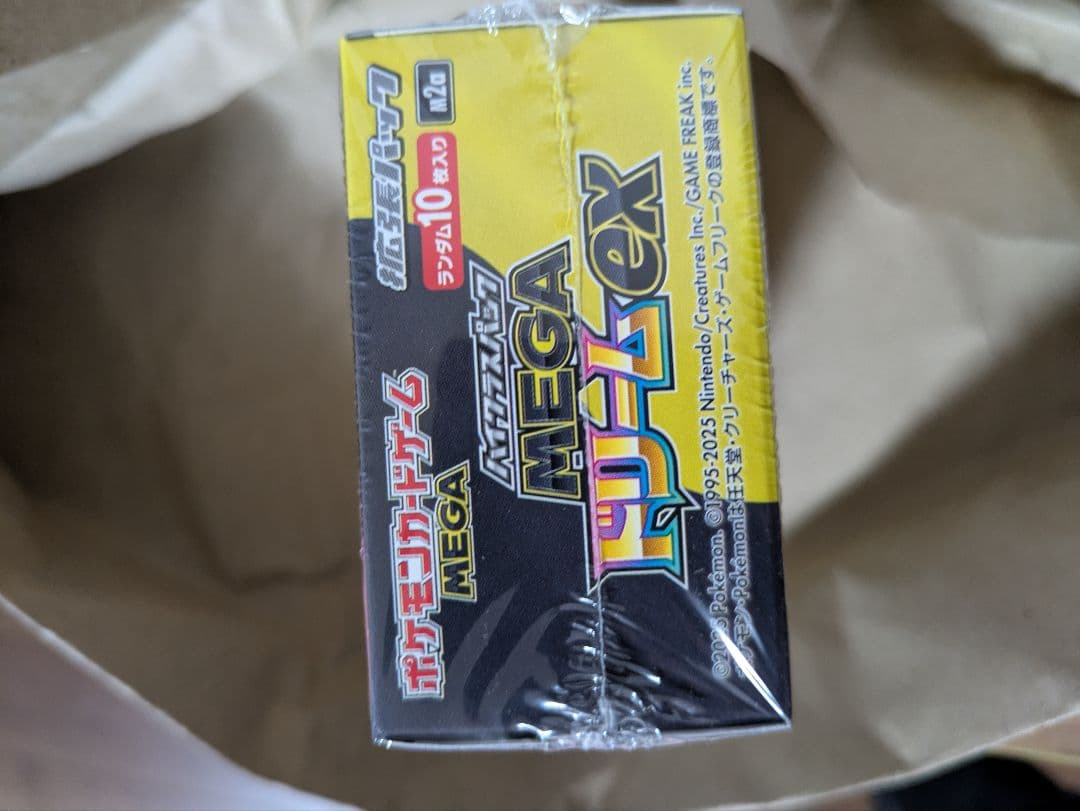 ポケモンカードゲーム
MEGA
拡張パック
ランダム10枚入り
M2a
ハイクラスパック
MEGA
ドリームex
©2025 Pokémon. ©1995-2025 Nintendo/Creatures Inc./GAME FREAK inc.
ポケモン・Pokémonは任天堂・クリーチャーズ・ゲームフリークの登録商標です。